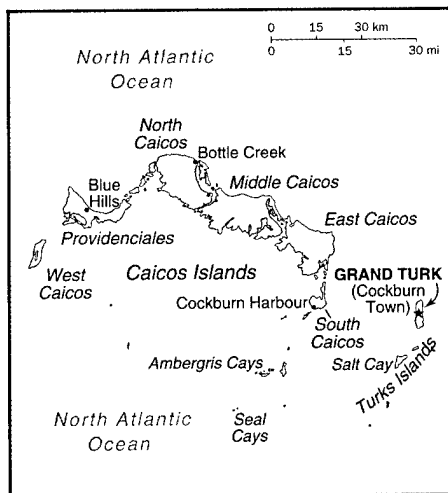 0 15 30 km
0 15 30 mi
North Atlantic
Ocean
North
Caicos
Bottle Creek
Blue
Hills
Middle Caicos
East Caicos
Providenciales
West
Caicos
Caicos Islands
GRAND TURK
(Cockburn
Town)
Cockburn Harbour
South
Caicos
Ambergris Cays
Salt Cay
Turks Islands
Seal
Cays
North Atlantic
Ocean